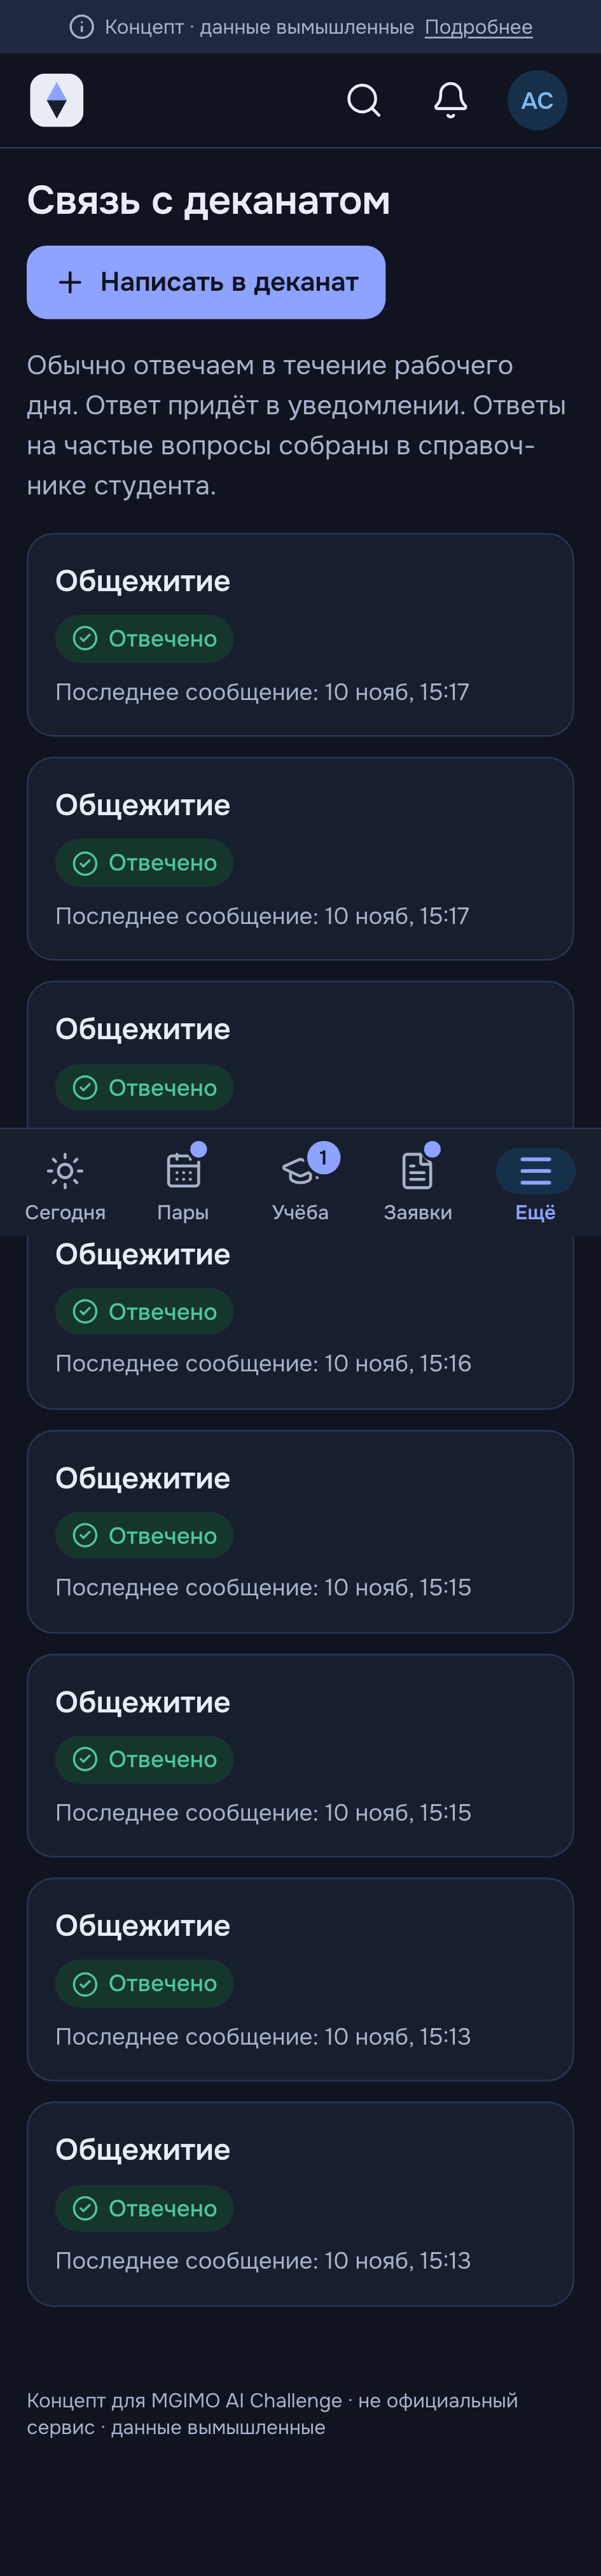 Концепт · данные вымышленные Подробнее
АС
Связь с деканатом
Написать в деканат
Обычно отвечаем в течение рабочего
дня. Ответ придёт в уведомлении. Ответы
на частые вопросы собраны в справоч-
нике студента.
Общежитие
Отвечено
Последнее сообщение: 10 нояб, 15:17
Общежитие
Отвечено
Последнее сообщение: 10 нояб, 15:17
Общежитие
Отвечено
1
Сегодня Пары Учёба Заявки Ещё
Общежитие
Отвечено
Последнее сообщение: 10 нояб, 15:16
Общежитие
Отвечено
Последнее сообщение: 10 нояб, 15:15
Общежитие
Отвечено
Последнее сообщение: 10 нояб, 15:15
Общежитие
Отвечено
Последнее сообщение: 10 нояб, 15:13
Общежитие
Отвечено
Последнее сообщение: 10 нояб, 15:13
Концепт для MGIMO AI Challenge · не официальный
сервис · данные вымышленные